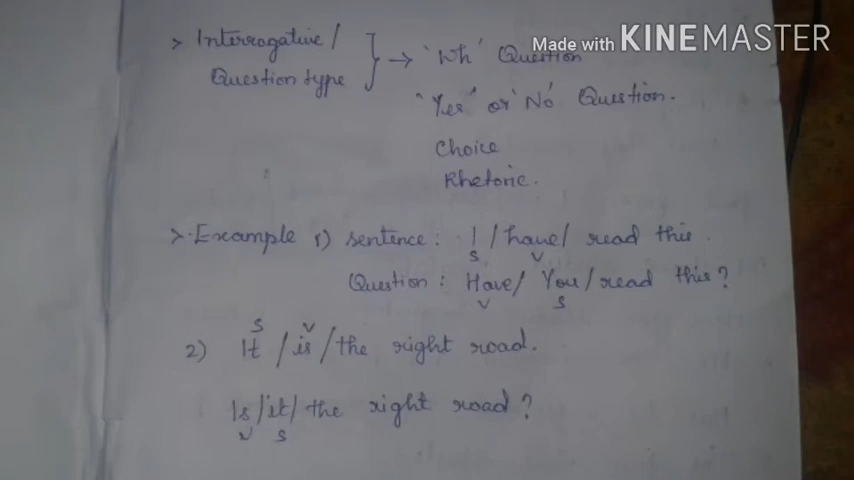 Made with KINEMASTER
> Interrogative / } → 'Wh' Question
Question type
"Yes" or 'No' Question.
Choice
Rhetoric.
> Example 1) sentence: I / have / read this.
S V
Question: Have / You / read this?
V S
S V
2) It / is / the right road.
Is / it / the right road?
V S